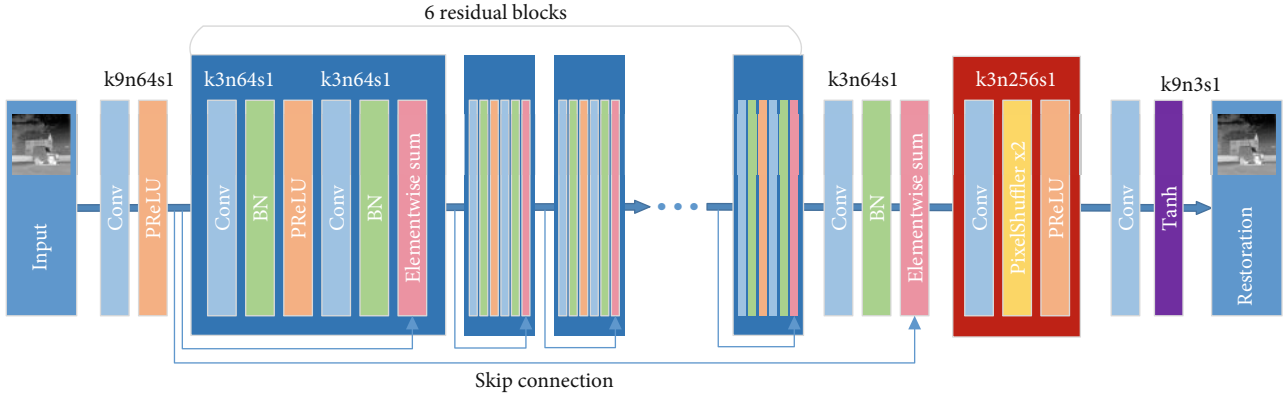 6 residual blocks
k9n64s1
k3n64s1
k3n64s1
k3n64s1
k3n256s1
k9n3s1
Input
Conv
PReLU
Conv
BN
PReLU
Conv
BN
Elementwise sum
Conv
BN
Elementwise sum
Conv
PixelShuffler x2
PReLU
Conv
Tanh
Restoration
Skip connection